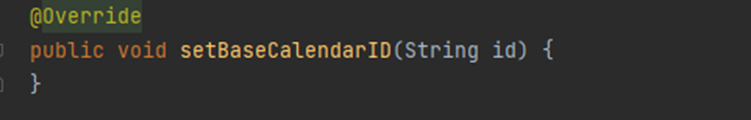 @Override
public void setBaseCalendarID(String id) {
}